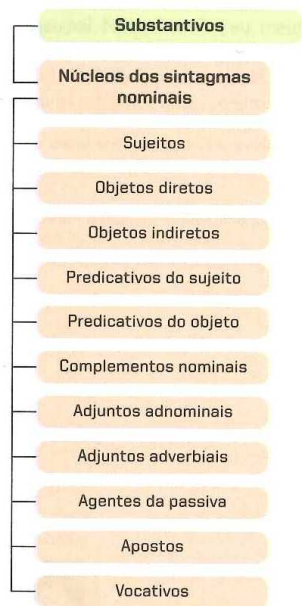 Substantivos
Núcleos dos sintagmas
nominais
Sujeitos
Objetos diretos
Objetos indiretos
Predicativos do sujeito
Predicativos do objeto
Complementos nominais
Adjuntos adnominais
Adjuntos adverbiais
Agentes da passiva
Apostos
Vocativos